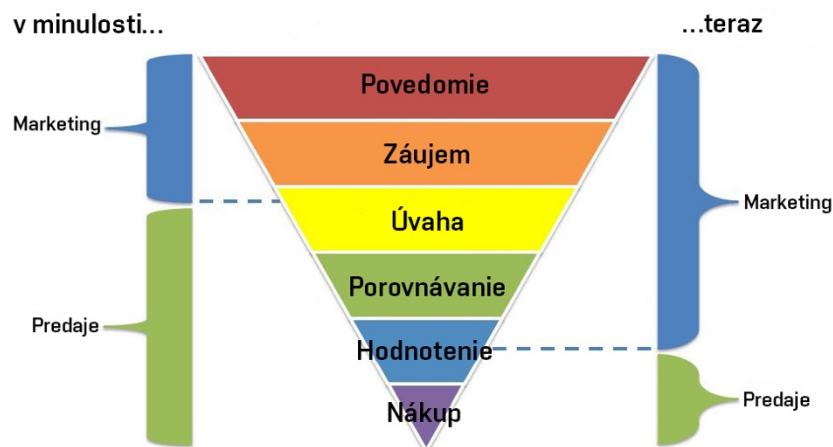 v minulosti...
...teraz
Povedomie
Marketing
Záujem
Marketing
Úvaha
Porovnávanie
Predaje
Hodnotenie
Predaje
Nákup